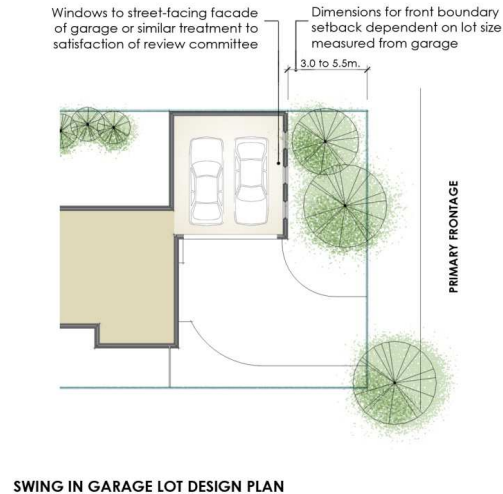 Windows to street-facing facade
of garage or similar treatment to
satisfaction of review committee
Dimensions for front boundary
setback dependent on lot size
measured from garage
3.0 to 5.5m.
PRIMARY FRONTAGE
SWING IN GARAGE LOT DESIGN PLAN